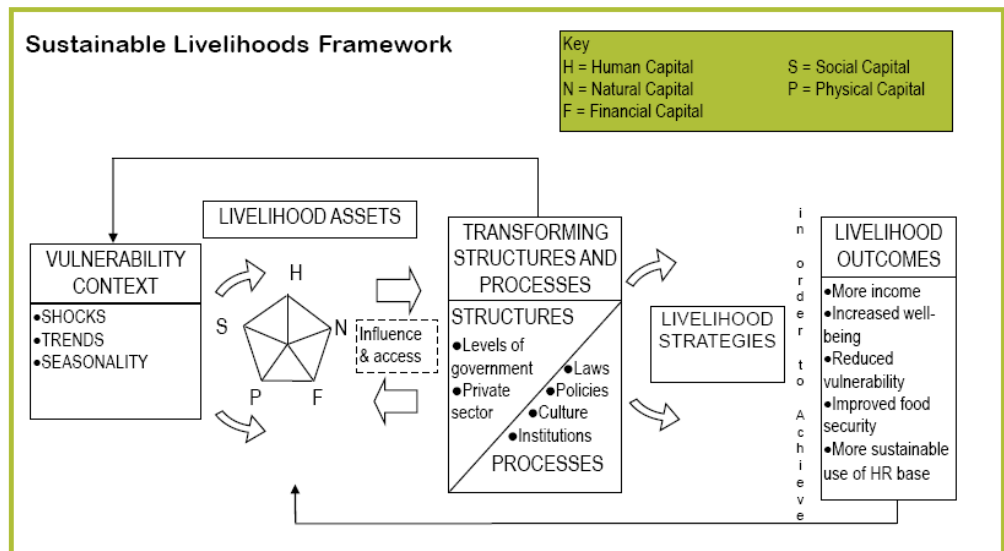 Sustainable Livelihoods Framework
Key
H = Human Capital
S = Social Capital
N = Natural Capital
P = Physical Capital
F = Financial Capital
LIVELIHOOD ASSETS
VULNERABILITY
CONTEXT
●SHOCKS
●TRENDS
●SEASONALITY
H
S
N
P
F
Influence
& access
TRANSFORMING
STRUCTURES AND
PROCESSES
STRUCTURES
●Levels of
government
●Private
sector
●Laws
●Policies
●Culture
●Institutions
PROCESSES
LIVELIHOOD
STRATEGIES
in order to Achieve
LIVELIHOOD
OUTCOMES
●More income
●Increased well-
being
●Reduced
vulnerability
●Improved food
security
●More sustainable
use of HR base